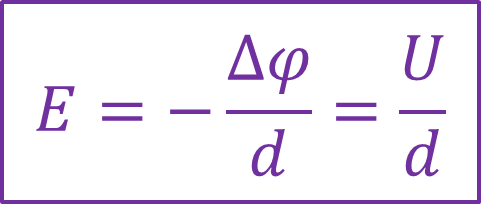 E = − Δφ/d = U/d